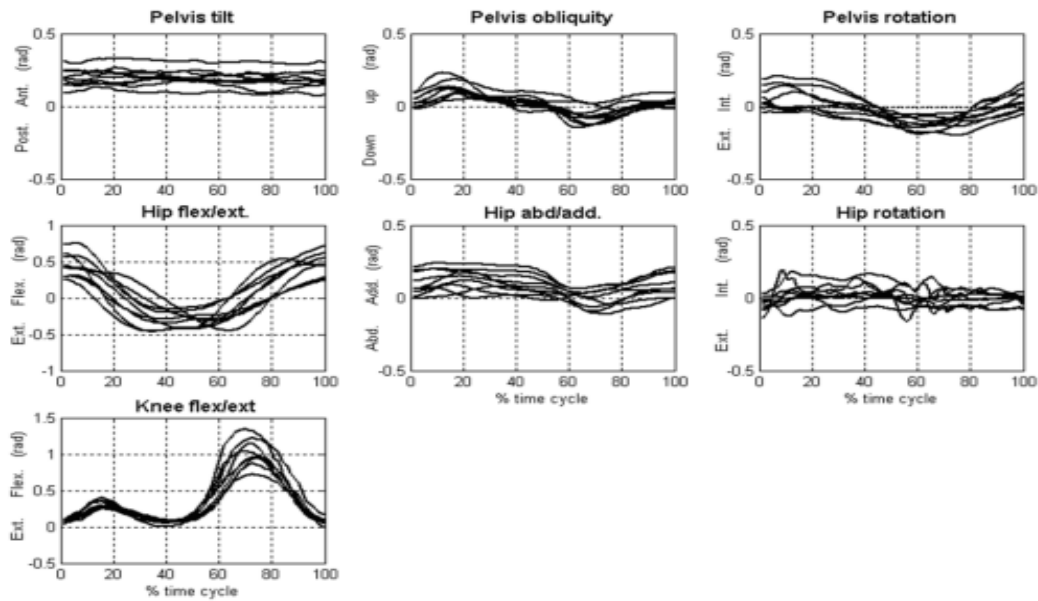 Pelvis tilt
0.5
0
-0.5
Post. Ant. (rad)
0 20 40 60 80 100
Pelvis obliquity
0.5
0
-0.5
Down up (rad)
0 20 40 60 80 100
Pelvis rotation
0.5
0
-0.5
Ext. Int. (rad)
0 20 40 60 80 100
Hip flex/ext.
1
0.5
0
-0.5
-1
Ext. Flex. (rad)
0 20 40 60 80 100
Hip abd/add.
0.5
0
-0.5
Abd. Add. (rad)
0 20 40 60 80 100
% time cycle
Hip rotation
0.5
0
-0.5
Ext. Int. (rad)
0 20 40 60 80 100
% time cycle
Knee flex/ext
1.5
1
0.5
0
-0.5
Ext. Flex. (rad)
0 20 40 60 80 100
% time cycle